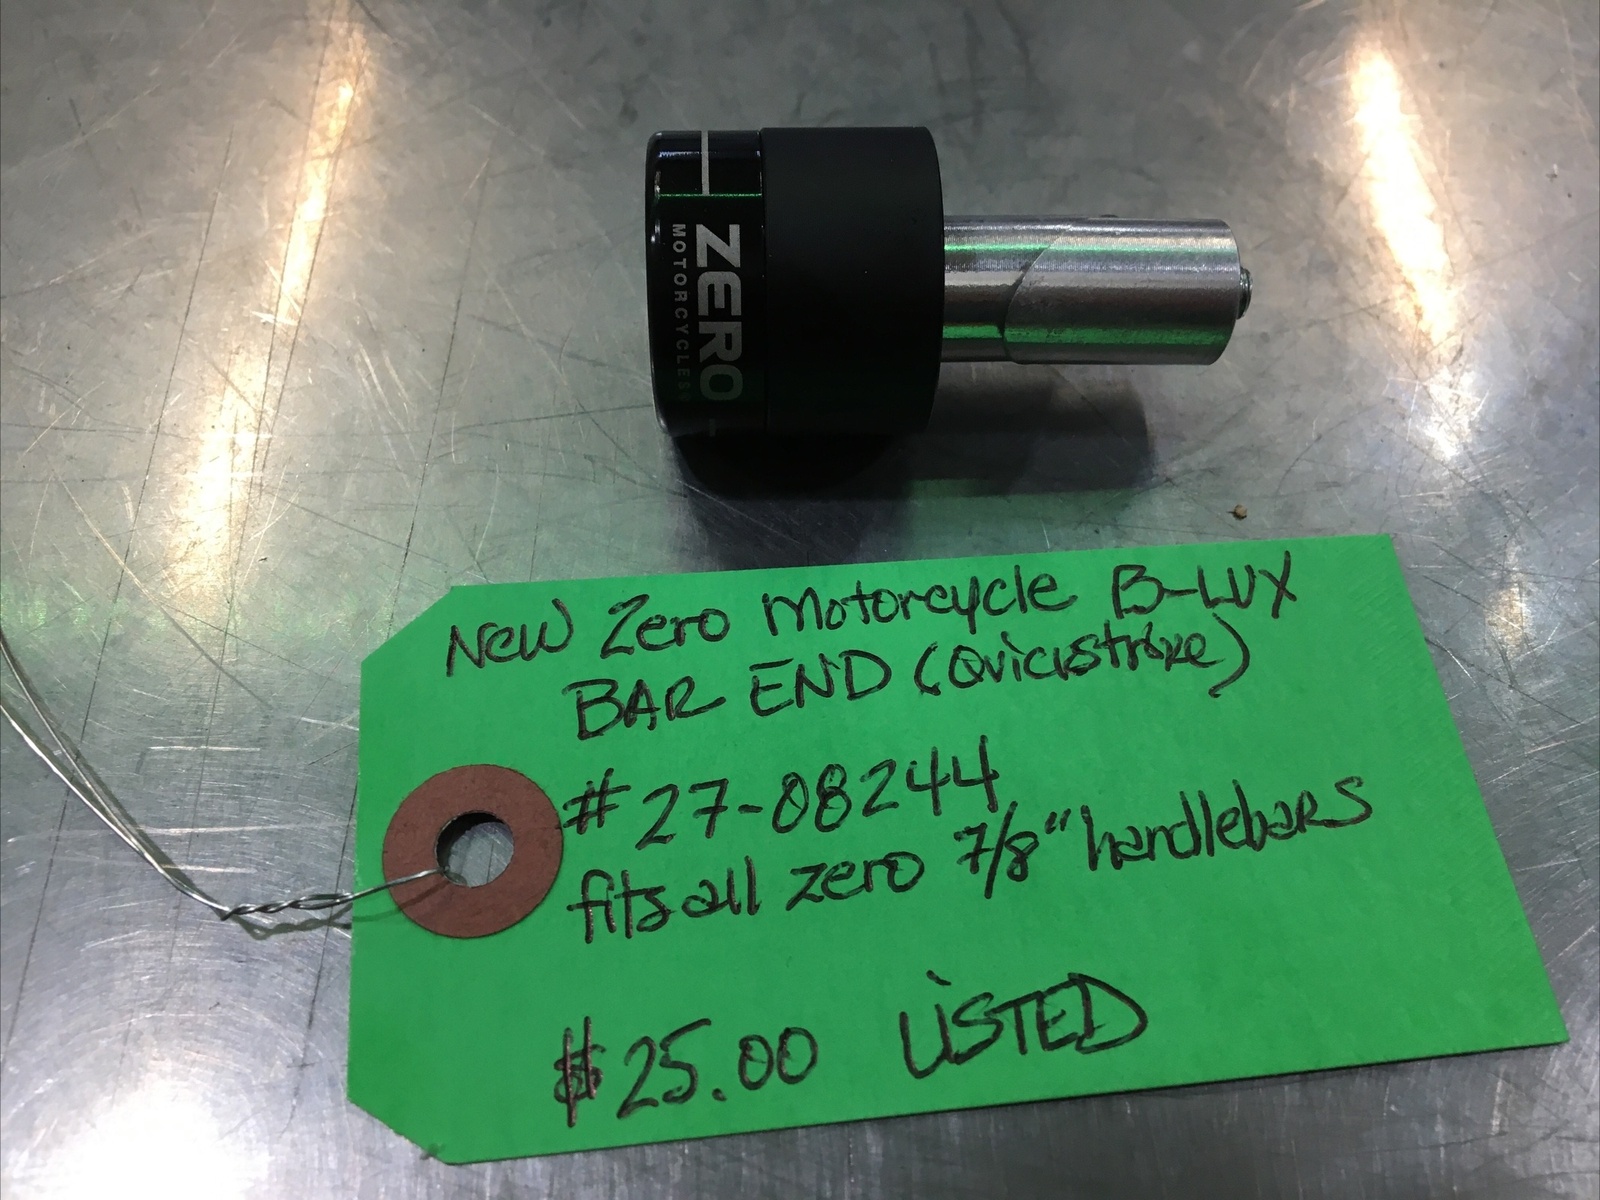 ZERO
MOTORCYCLES®
New Zero Motorcycle B-LUX
BAR END (Quickstrike)
#27-08244
fits all zero 7/8" handlebars
$25.00 LISTED